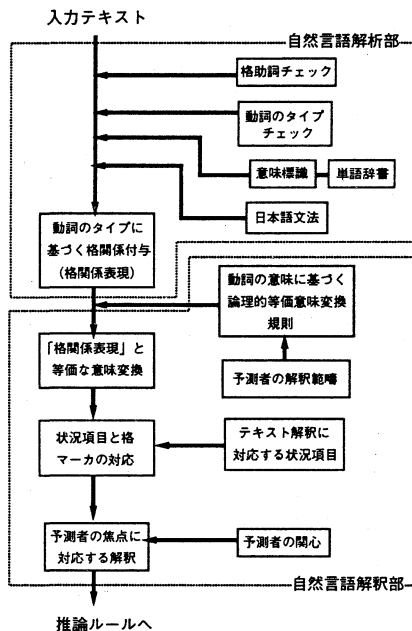 入力テキスト
自然言語解析部
格助詞チェック
動詞のタイプ
チェック
意味標識
単語辞書
日本語文法
動詞のタイプに
基づく格関係付与
(格関係表現)
動詞の意味に基づく
論理的等価意味変換
規則
「格関係表現」と
等価な意味変換
予測者の解釈範疇
状況項目と格
マーカの対応
テキスト解釈に
対応する状況項目
予測者の焦点に
対応する解釈
予測者の関心
自然言語解釈部
推論ルールへ